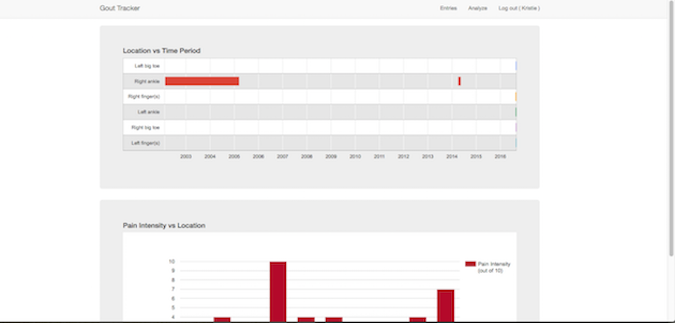 Gout Tracker Entries Analyze Log out ( Kristie )
Location vs Time Period
Left big toe
Right ankle
Right finger(s)
Left ankle
Right big toe
Left finger(s)
2003 2004 2005 2006 2007 2008 2009 2010 2011 2012 2013 2014 2015 2016
Pain Intensity vs Location
10
9
8
7
6
5
4
Pain Intensity
(out of 10)